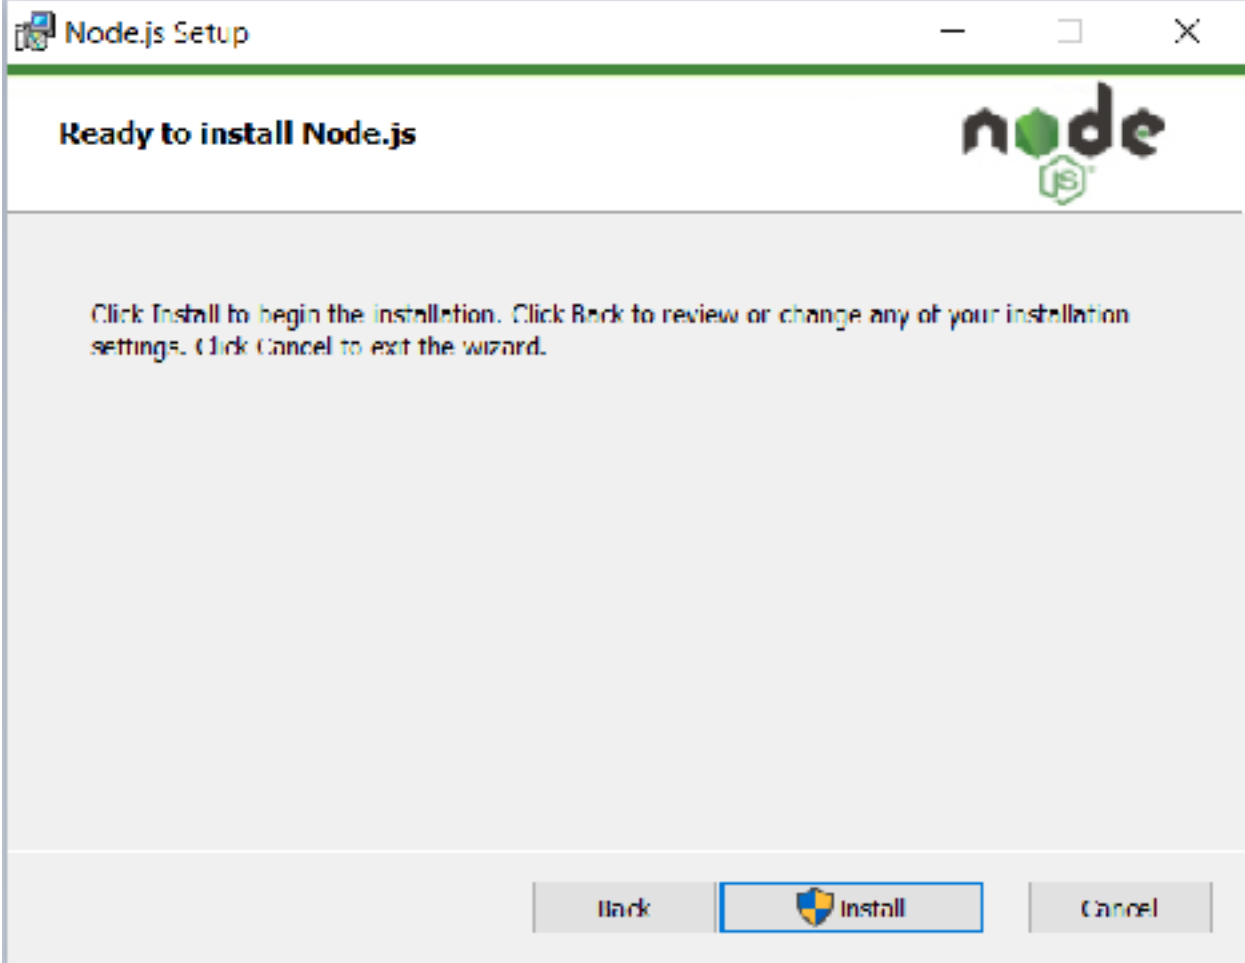 Node.js Setup
Ready to install Node.js
node
js
Click Install to begin the installation. Click Back to review or change any of your installation
settings. Click Cancel to exit the wizard.
Back
Install
Cancel